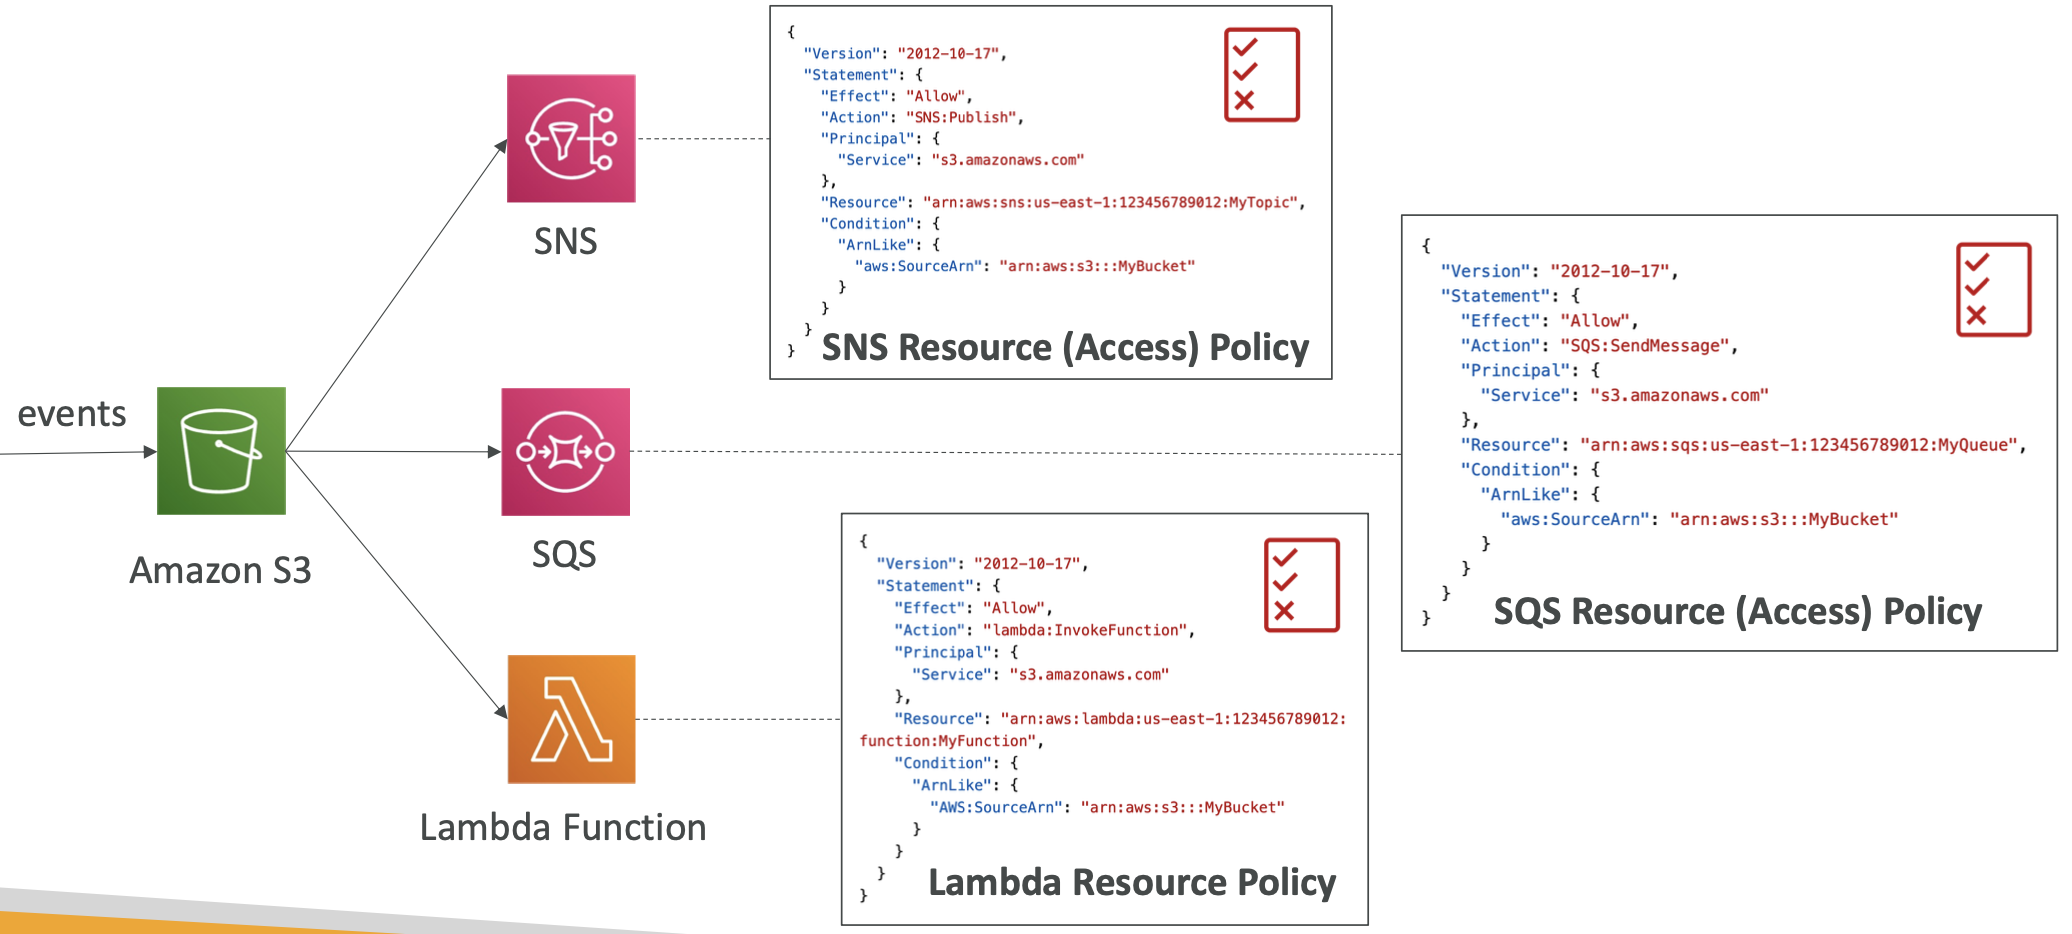 events
Amazon S3
SNS
SQS
Lambda Function
{
"Version": "2012-10-17",
"Statement": {
"Effect": "Allow",
"Action": "SNS:Publish",
"Principal": {
"Service": "s3.amazonaws.com"
},
"Resource": "arn:aws:sns:us-east-1:123456789012:MyTopic",
"Condition": {
"ArnLike": {
"aws:SourceArn": "arn:aws:s3:::MyBucket"
}
}
}
}
SNS Resource (Access) Policy
{
"Version": "2012-10-17",
"Statement": {
"Effect": "Allow",
"Action": "SQS:SendMessage",
"Principal": {
"Service": "s3.amazonaws.com"
},
"Resource": "arn:aws:sqs:us-east-1:123456789012:MyQueue",
"Condition": {
"ArnLike": {
"aws:SourceArn": "arn:aws:s3:::MyBucket"
}
}
}
}
SQS Resource (Access) Policy
{
"Version": "2012-10-17",
"Statement": {
"Effect": "Allow",
"Action": "lambda:InvokeFunction",
"Principal": {
"Service": "s3.amazonaws.com"
},
"Resource": "arn:aws:lambda:us-east-1:123456789012:
function:MyFunction",
"Condition": {
"ArnLike": {
"AWS:SourceArn": "arn:aws:s3:::MyBucket"
}
}
}
}
Lambda Resource Policy